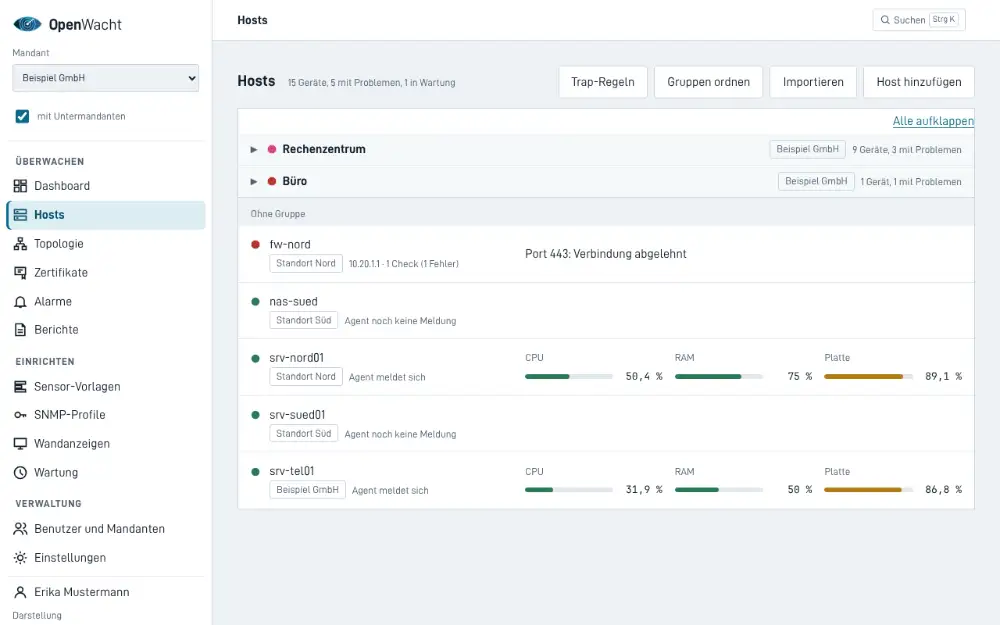 OpenWacht
Mandant
Beispiel GmbH
mit Untermandanten
ÜBERWACHEN
Dashboard
Hosts
Topologie
Zertifikate
Alarme
Berichte
EINRICHTEN
Sensor-Vorlagen
SNMP-Profile
Wandanzeigen
Wartung
VERWALTUNG
Benutzer und Mandanten
Einstellungen
Erika Mustermann
Darstellung
Hosts
Suchen Strg K
Hosts 15 Geräte, 5 mit Problemen, 1 in Wartung
Trap-Regeln
Gruppen ordnen
Importieren
Host hinzufügen
Alle aufklappen
Rechenzentrum Beispiel GmbH 9 Geräte, 3 mit Problemen
Büro Beispiel GmbH 1 Gerät, 1 mit Problemen
Ohne Gruppe
fw-nord
Standort Nord 10.20.1.1 · 1 Check (1 Fehler)
Port 443: Verbindung abgelehnt
nas-sued
Standort Süd Agent noch keine Meldung
srv-nord01
Standort Nord Agent meldet sich
CPU RAM Platte
50,4 % 75 % 89,1 %
srv-sued01
Standort Süd Agent noch keine Meldung
srv-tel01
Beispiel GmbH Agent meldet sich
CPU RAM Platte
31,9 % 50 % 86,8 %